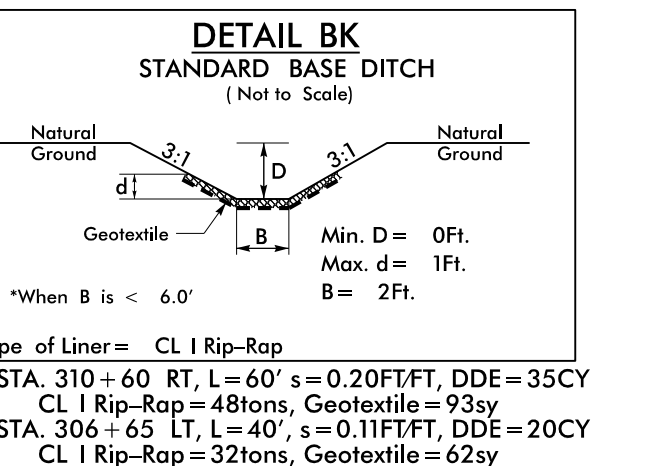 DETAIL BK
STANDARD BASE DITCH
( Not to Scale)
Natural
Ground
Natural
Ground
3:1
3:1
D
d
Geotextile
B
Min. D = 0Ft.
Max. d = 1Ft.
B = 2Ft.
*When B is < 6.0'
pe of Liner = CL I Rip-Rap
STA. 310+60 RT, L=60' s=0.20FT/FT, DDE=35CY
CL I Rip-Rap=48tons, Geotextile=93sy
STA. 306+65 LT, L=40', s=0.11FT/FT, DDE=20CY
CL I Rip-Rap=32tons, Geotextile=62sy